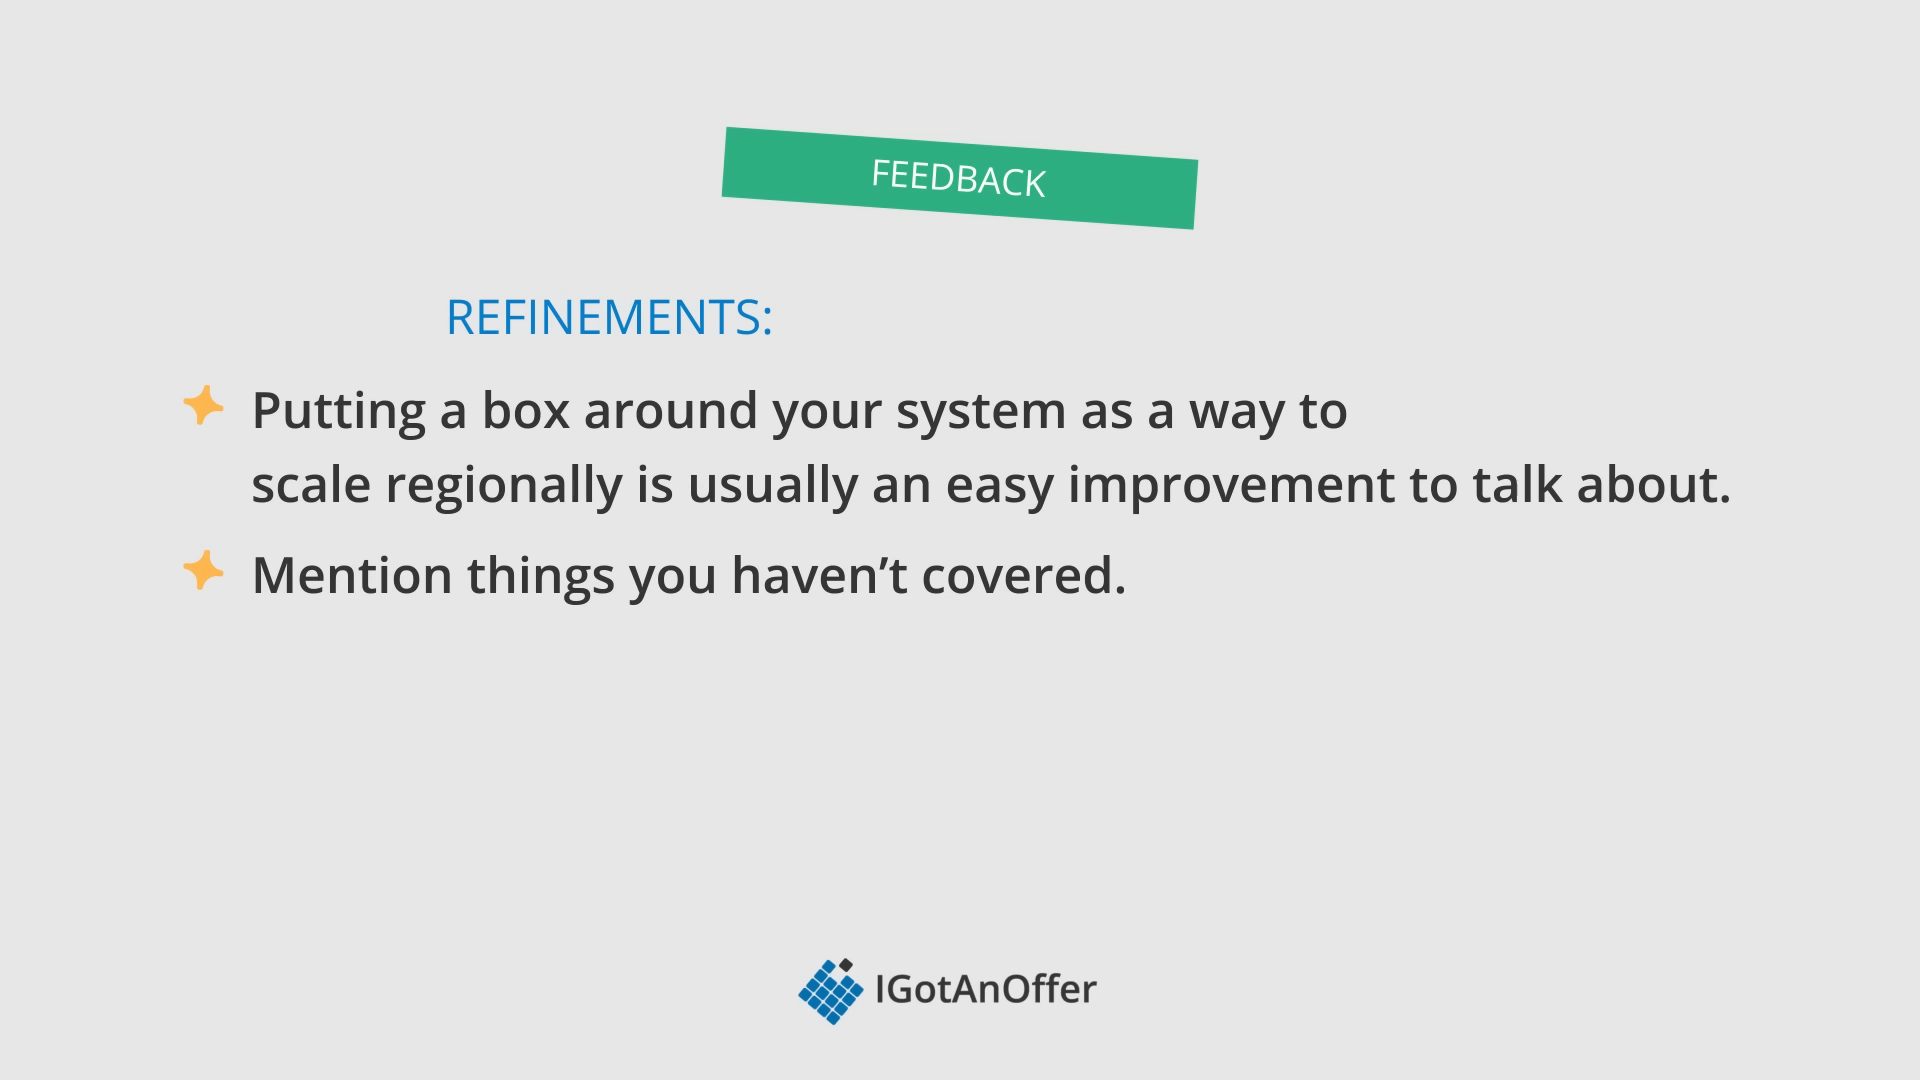 FEEDBACK
REFINEMENTS:
Putting a box around your system as a way to
scale regionally is usually an easy improvement to talk about.
Mention things you haven’t covered.
IGotAnOffer